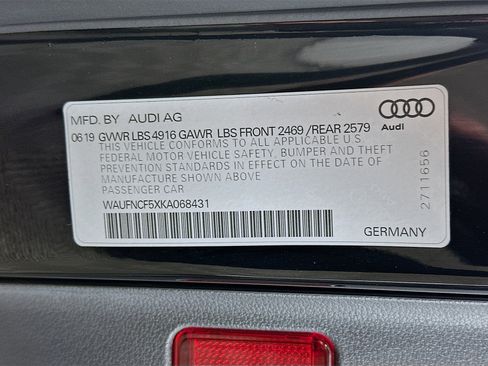 MFD. BY AUDI AG
06 19 GVWR LBS 4916 GAWR LBS FRONT 2469 /REAR 2579
THIS VEHICLE CONFORMS TO ALL APPLICABLE U.S.
FEDERAL MOTOR VEHICLE SAFETY, BUMPER AND THEFT
PREVENTION STANDARDS IN EFFECT ON THE DATE OF
MANUFACTURE SHOWN ABOVE
PASSENGER CAR
WAUFNCF5XKA068431
Audi
2711656
GERMANY